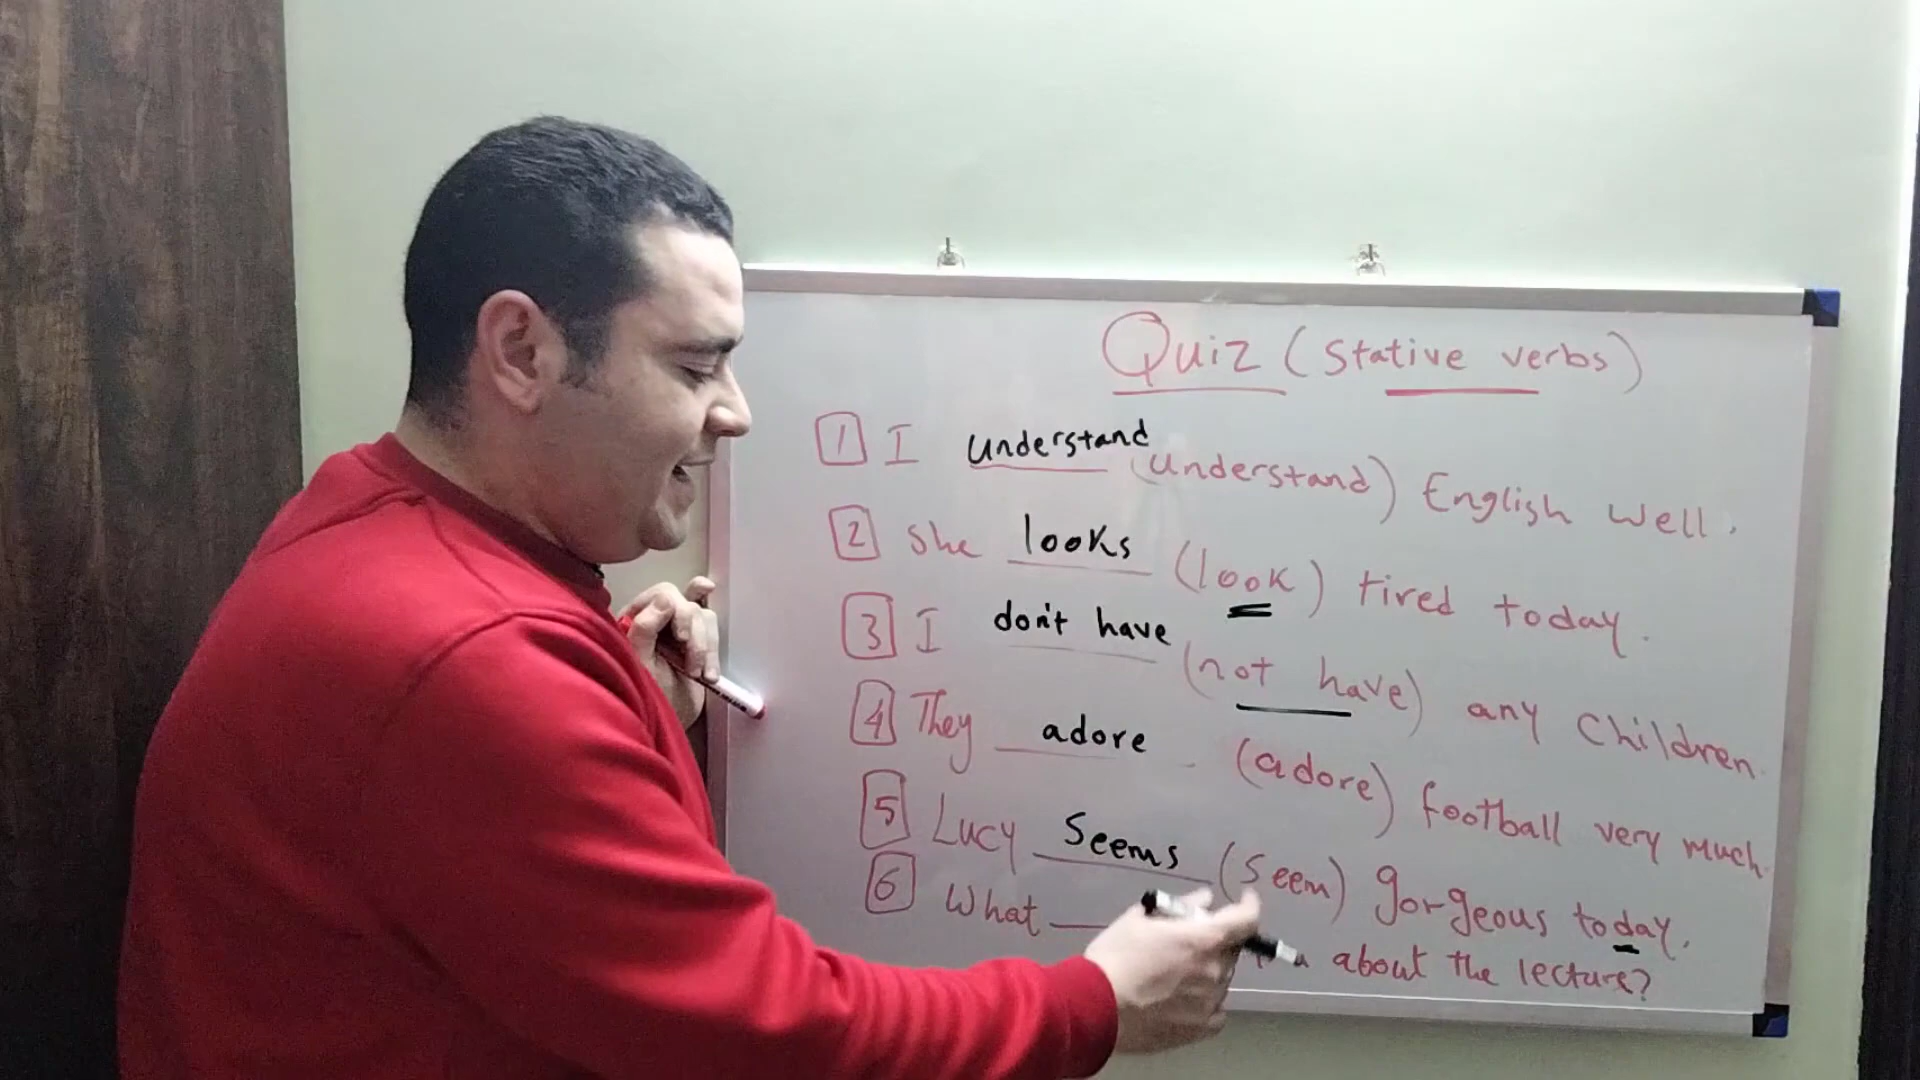 Quiz (Stative verbs)
1 I understand (understand) English well.
2 She looks (look) tired today.
3 I don't have (not have) any children.
4 They adore (adore) football very much.
5 Lucy Seems (Seem) gorgeous today.
6 What about the lecture?